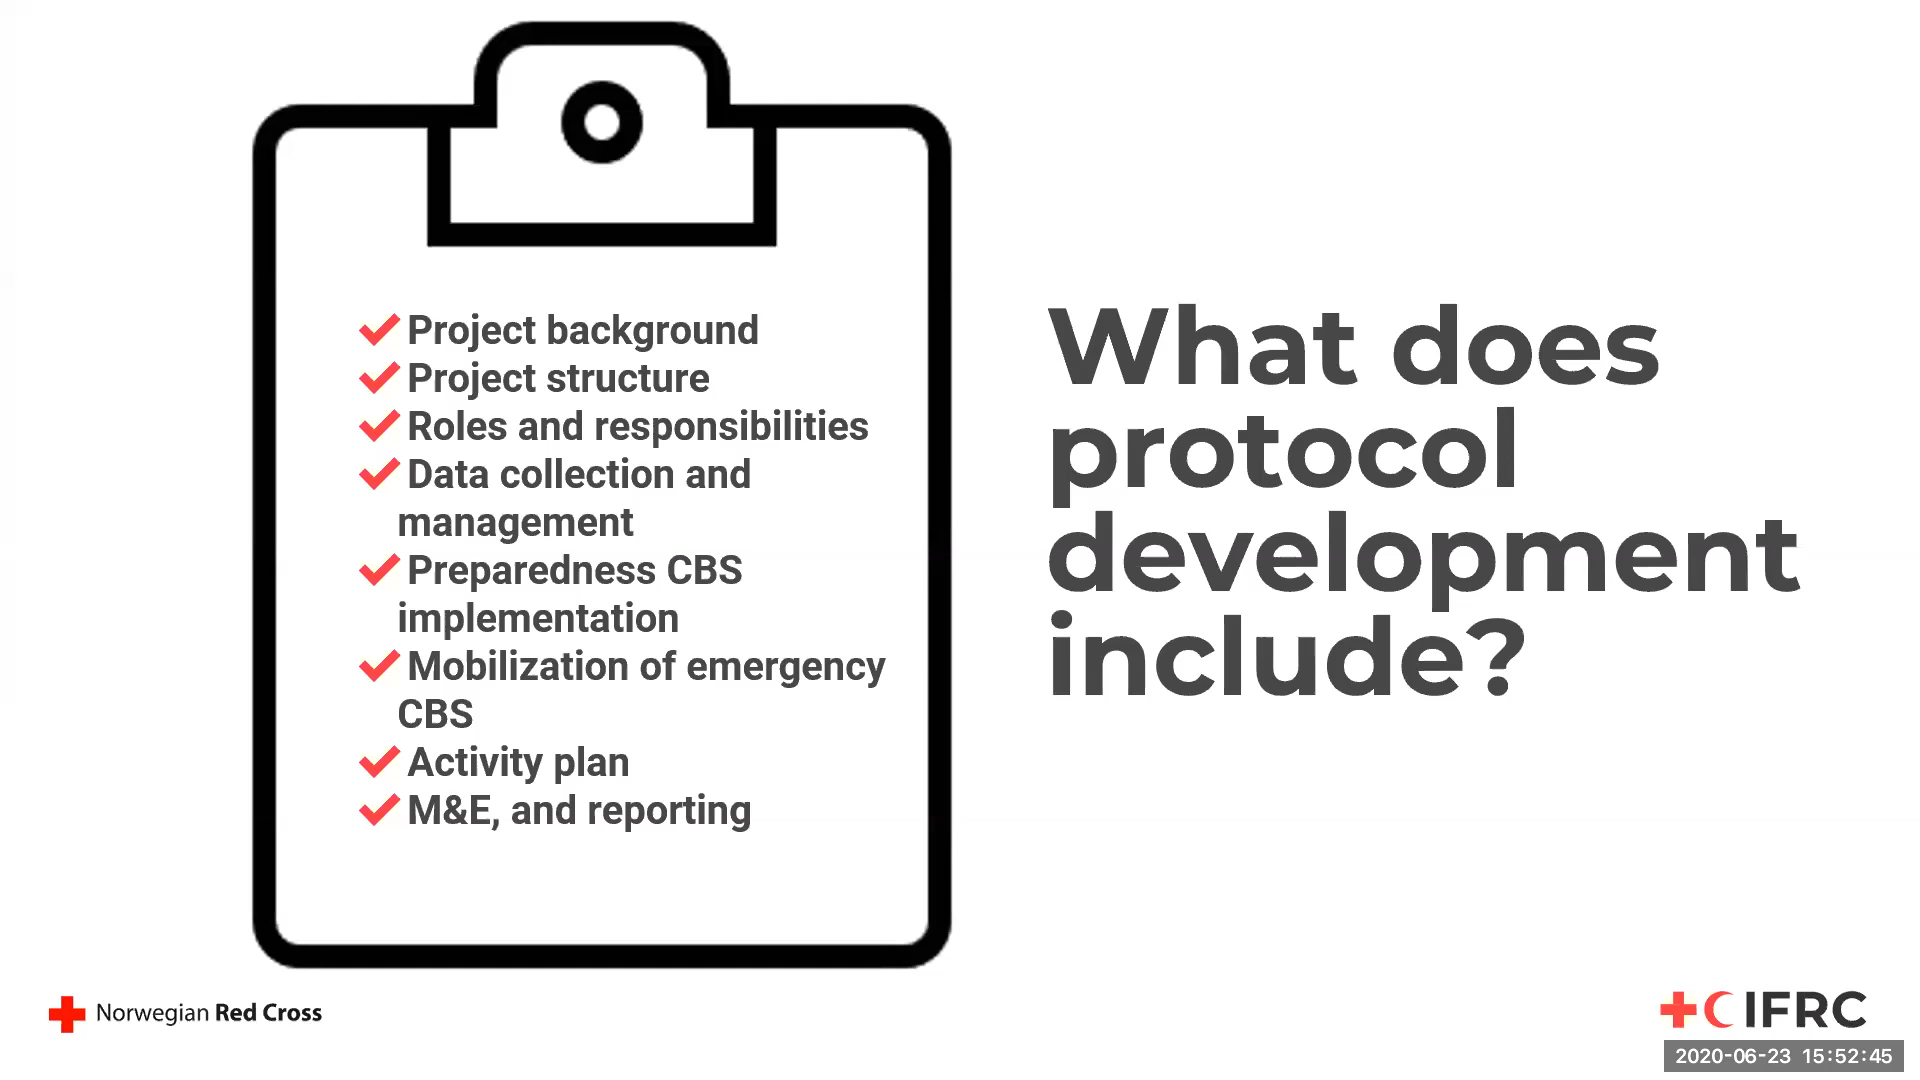 Project background
Project structure
Roles and responsibilities
Data collection and
management
Preparedness CBS
implementation
Mobilization of emergency
CBS
Activity plan
M&E, and reporting
What does
protocol
development
include?
Norwegian Red Cross
IFRC
2020-06-23 15:52:45